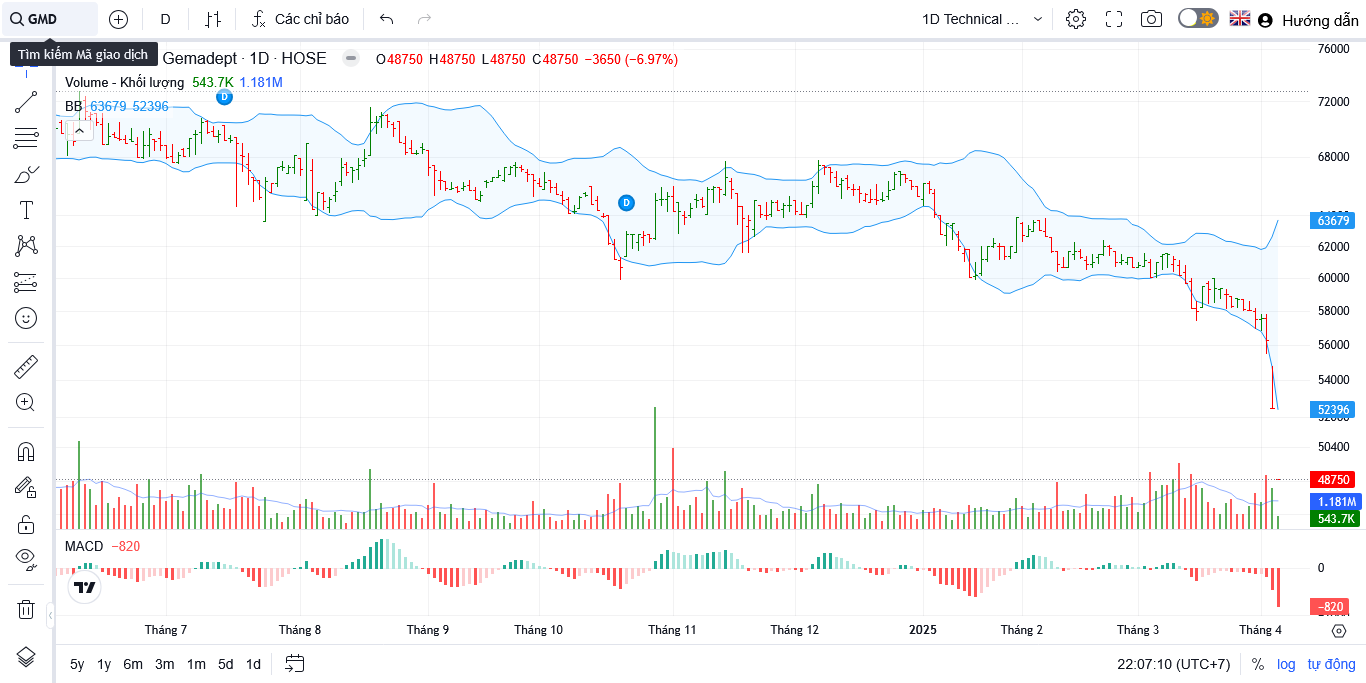 GMD D Các chỉ báo 1D Technical ... Hướng dẫn
Tìm kiếm Mã giao dịch
Gemadept · 1D · HOSE O48750 H48750 L48750 C48750 −3650 (−6.97%)
Volume - Khối lượng 543.7K 1.181M
BB 63679 52396
D
D
76000
72000
68000
63679
62000
60000
58000
56000
54000
52396
50400
48750
1.181M
543.7K
MACD −820
0
−820
Tháng 7 Tháng 8 Tháng 9 Tháng 10 Tháng 11 Tháng 12 2025 Tháng 2 Tháng 3 Tháng 4
5y 1y 6m 3m 1m 5d 1d 22:07:10 (UTC+7) % log tự động